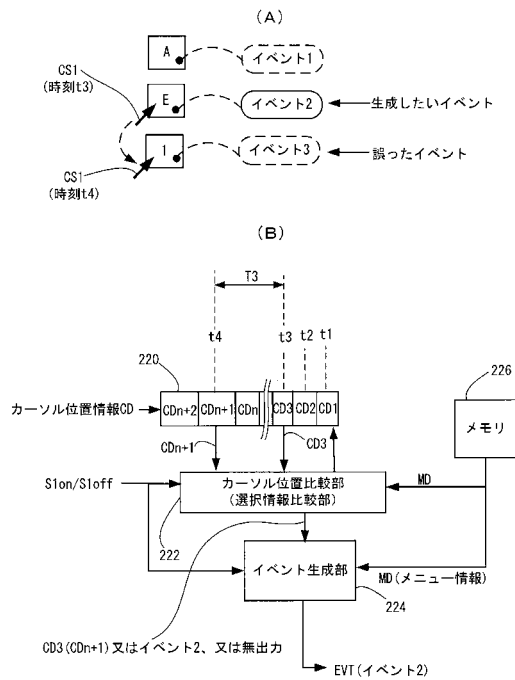 (A)
A
イベント1
CS1
(時刻t3)
E
イベント2
生成したいイベント
1
イベント3
誤ったイベント
CS1
(時刻t4)
(B)
T3
t4
t3
t2
t1
220
226
カーソル位置情報CD
CDn+2
CDn+1
CDn
CD3
CD2
CD1
メモリ
CDn+1
CD3
S1on/S1off
カーソル位置比較部
(選択情報比較部)
MD
222
イベント生成部
MD(メニュー情報)
224
CD3(CDn+1)又はイベント2、又は無出力
EVT(イベント2)